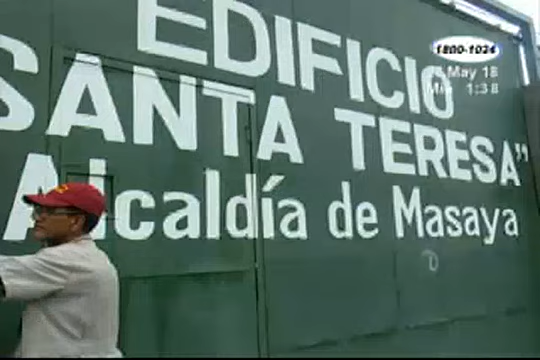 EDIFICIO
SANTA TERESA”
Alcaldía de Masaya
1800-1024
May 18
1:38